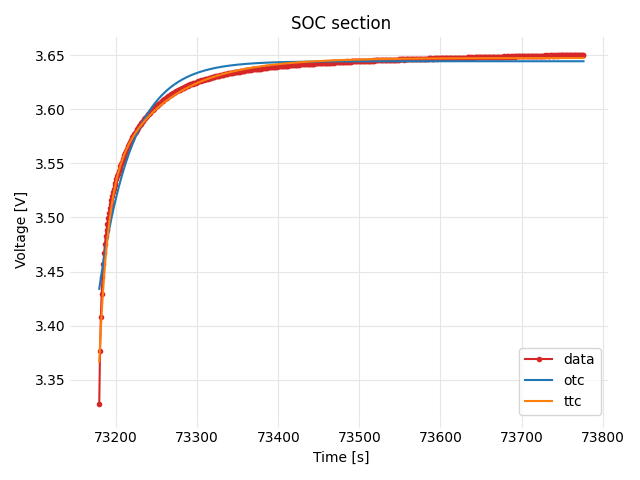 SOC section
Voltage [V]
3.65
3.60
3.55
3.50
3.45
3.40
3.35
data
otc
ttc
73200 73300 73400 73500 73600 73700 73800
Time [s]